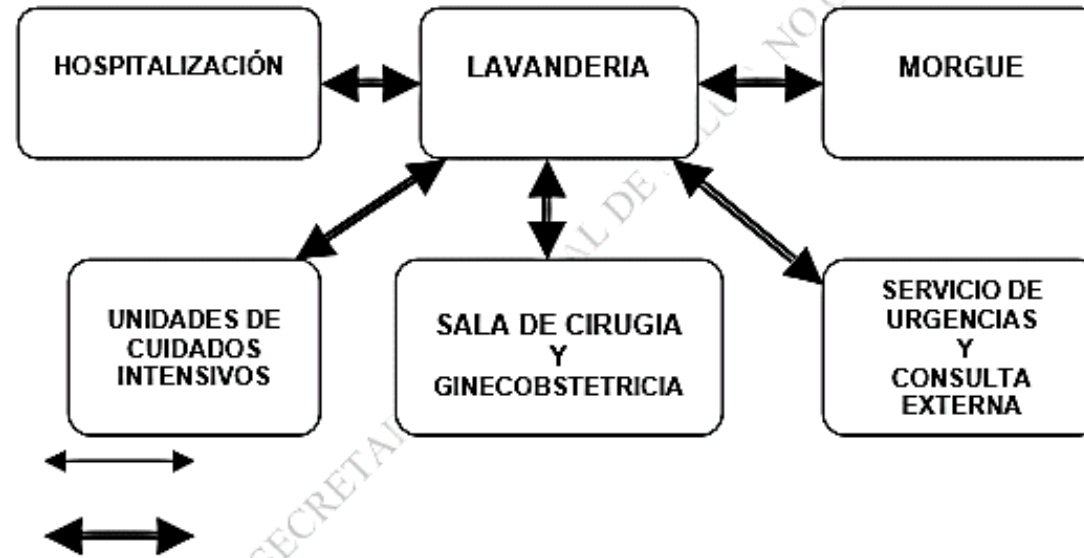 HOSPITALIZACIÓN
LAVANDERIA
MORGUE
UNIDADES DE
CUIDADOS
INTENSIVOS
SALA DE CIRUGIA
Y
GINECOBSTETRICIA
SERVICIO DE
URGENCIAS
Y
CONSULTA
EXTERNA